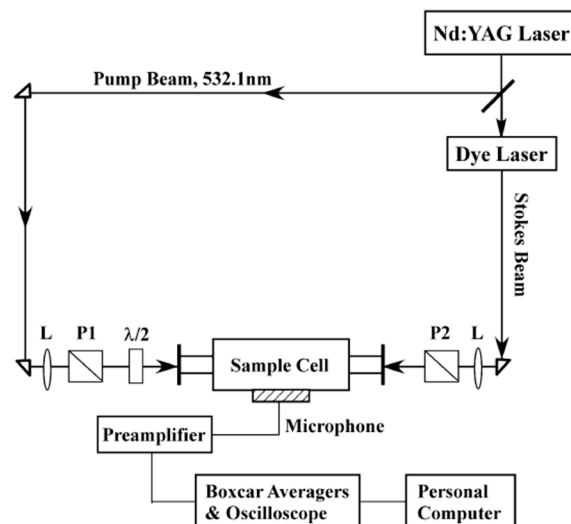 Nd:YAG Laser
Pump Beam, 532.1nm
Dye Laser
Stokes Beam
L
P1
λ/2
P2
L
Sample Cell
Microphone
Preamplifier
Boxcar Averagers
& Oscilloscope
Personal
Computer